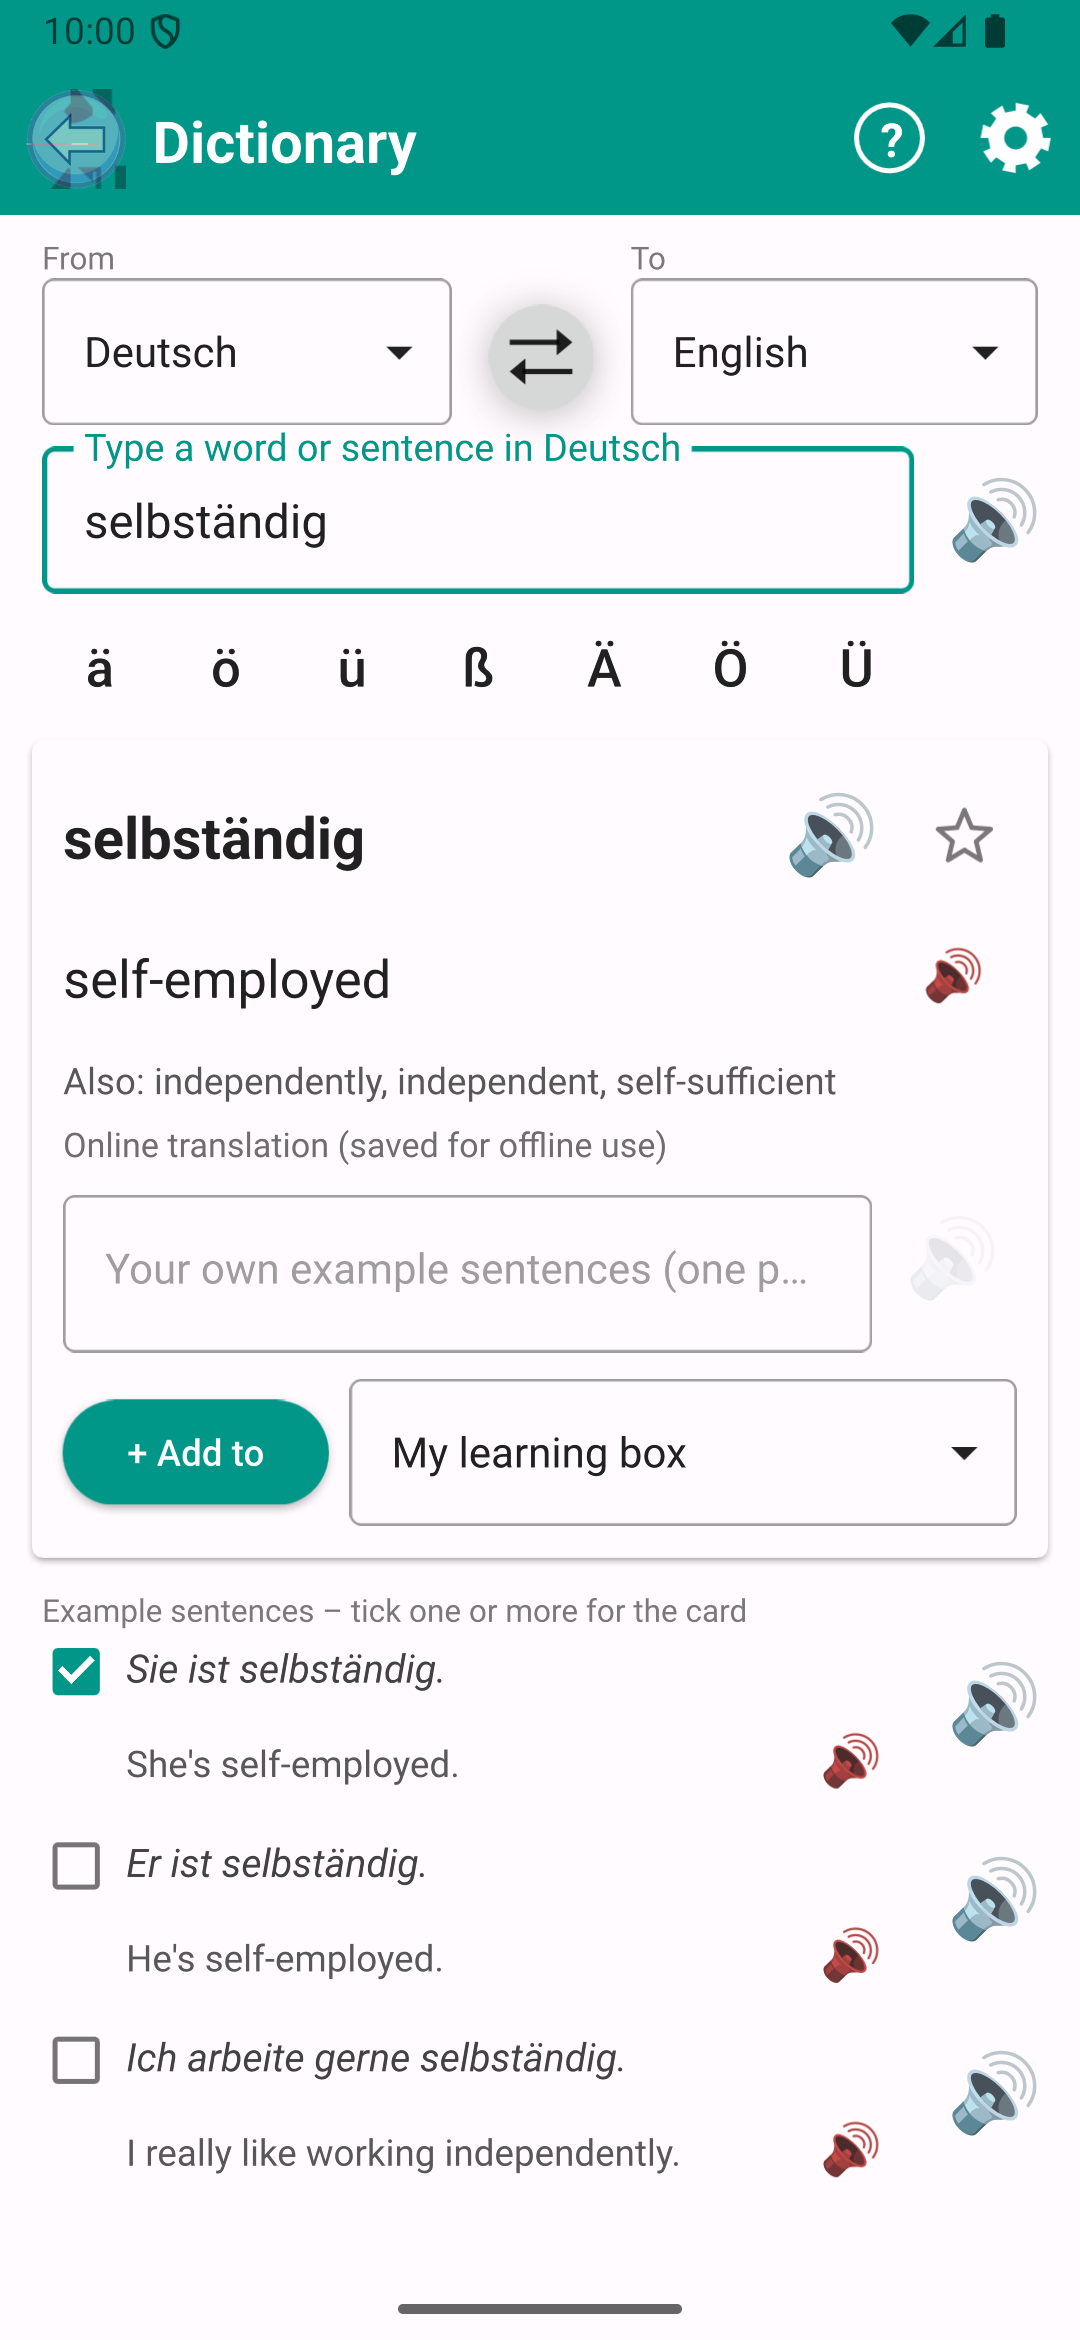 10:00
Dictionary
?
From
To
Deutsch
English
Type a word or sentence in Deutsch
selbständig
ä ö ü ß Ä Ö Ü
selbständig
self-employed
Also: independently, independent, self-sufficient
Online translation (saved for offline use)
Your own example sentences (one p...
+ Add to
My learning box
Example sentences – tick one or more for the card
Sie ist selbständig.
She's self-employed.
Er ist selbständig.
He's self-employed.
Ich arbeite gerne selbständig.
I really like working independently.